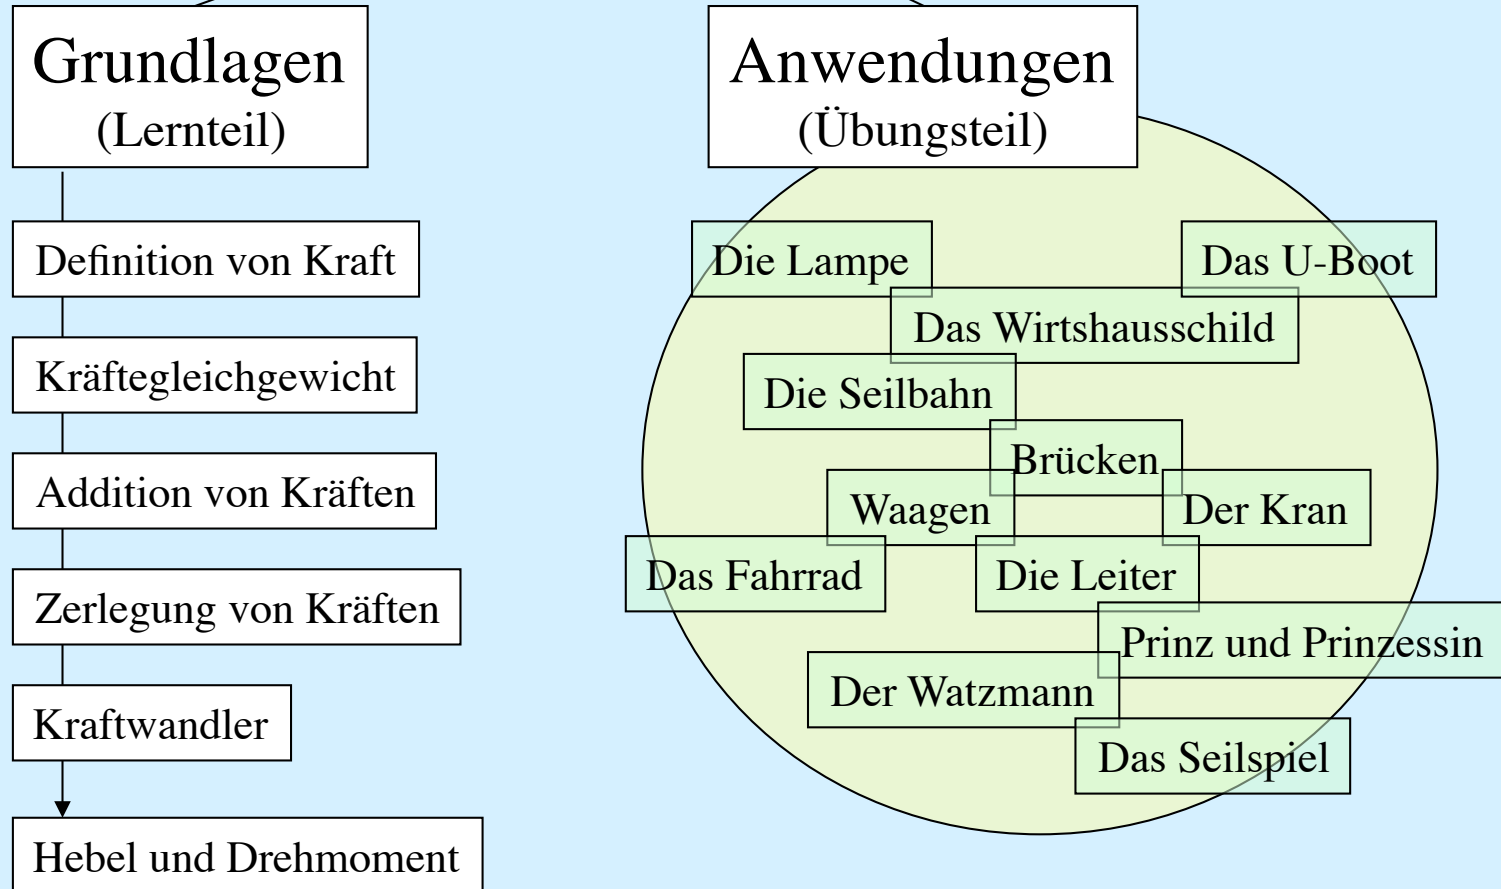 Grundlagen
(Lernteil)
Definition von Kraft
Kräftegleichgewicht
Addition von Kräften
Zerlegung von Kräften
Kraftwandler
Hebel und Drehmoment
Anwendungen
(Übungsteil)
Die Lampe
Das U-Boot
Das Wirtshausschild
Die Seilbahn
Brücken
Waagen
Der Kran
Das Fahrrad
Die Leiter
Prinz und Prinzessin
Der Watzmann
Das Seilspiel